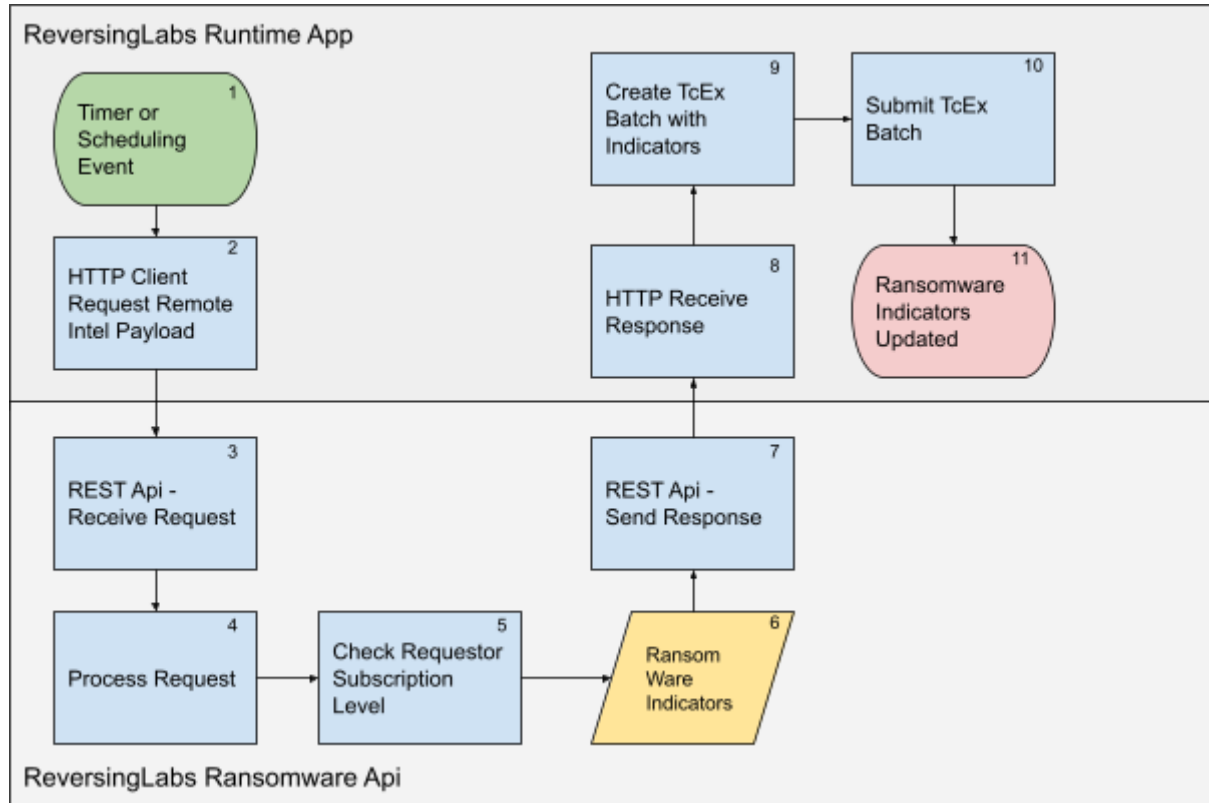 ReversingLabs Runtime App
1
Timer or
Scheduling
Event
2
HTTP Client
Request Remote
Intel Payload
3
REST Api -
Receive Request
4
Process Request
5
Check Requestor
Subscription
Level
6
Ransom
Ware
Indicators
7
REST Api -
Send Response
8
HTTP Receive
Response
9
Create TcEx
Batch with
Indicators
10
Submit TcEx
Batch
11
Ransomware
Indicators
Updated
ReversingLabs Ransomware Api